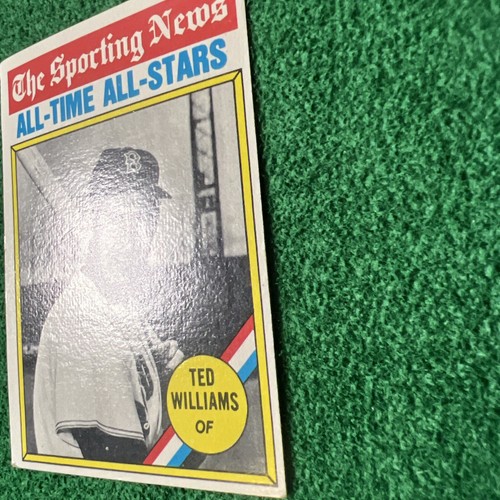 The Sporting News
ALL-TIME ALL-STARS
B
TED
WILLIAMS
OF